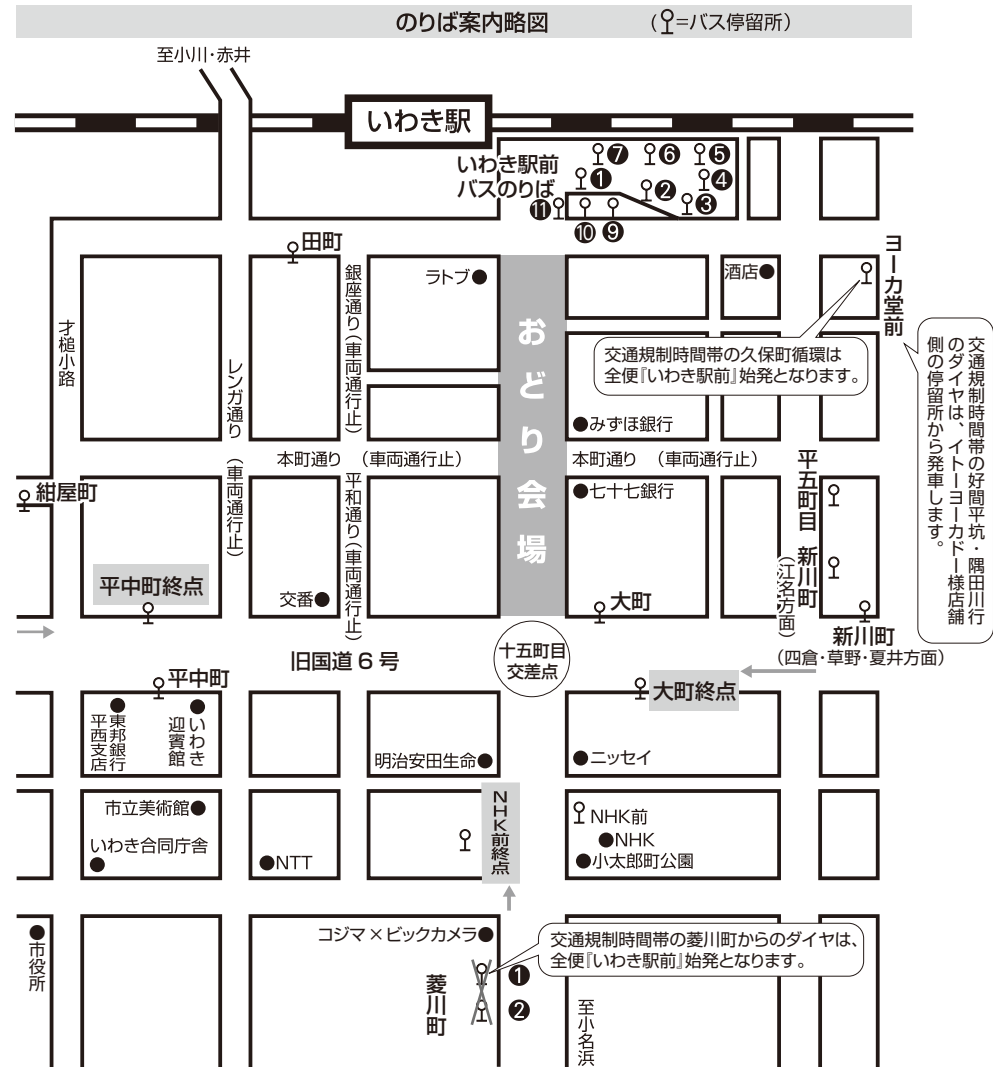 のりば案内略図
(=バス停留所)
至小川・赤井
いわき駅
いわき駅前
バスのりば
❼
❻
❺
❶
❷
❹
❸
⓫
❿
❾
田町
ラトブ
酒店
ヨーカ堂前
才槌小路
レンガ通り (車両通行止)
銀座通り(車両通行止)
おどり会場
交通規制時間帯の久保町循環は
全便『いわき駅前』始発となります。
交通規制時間帯の好間平坑・隅田川行
のダイヤは、イトーヨーカドー様店舗
側の停留所から発車します。
みずほ銀行
本町通り (車両通行止)
本町通り (車両通行止)
紺屋町
平和通り(車両通行止)
七十七銀行
平五町目
新川町
(江名方面)
平中町終点
交番
大町
新川町
(四倉・草野・夏井方面)
旧国道6号
十五町目
交差点
平中町
大町終点
東邦銀行
平西支店
いわき
迎賓館
明治安田生命
ニッセイ
市立美術館
いわき合同庁舎
NTT
NHK前終点
NHK前
NHK
小太郎町公園
市役所
コジマ×ビックカメラ
交通規制時間帯の菱川町からのダイヤは、
全便『いわき駅前』始発となります。
菱川町
❶
❷
至小名浜